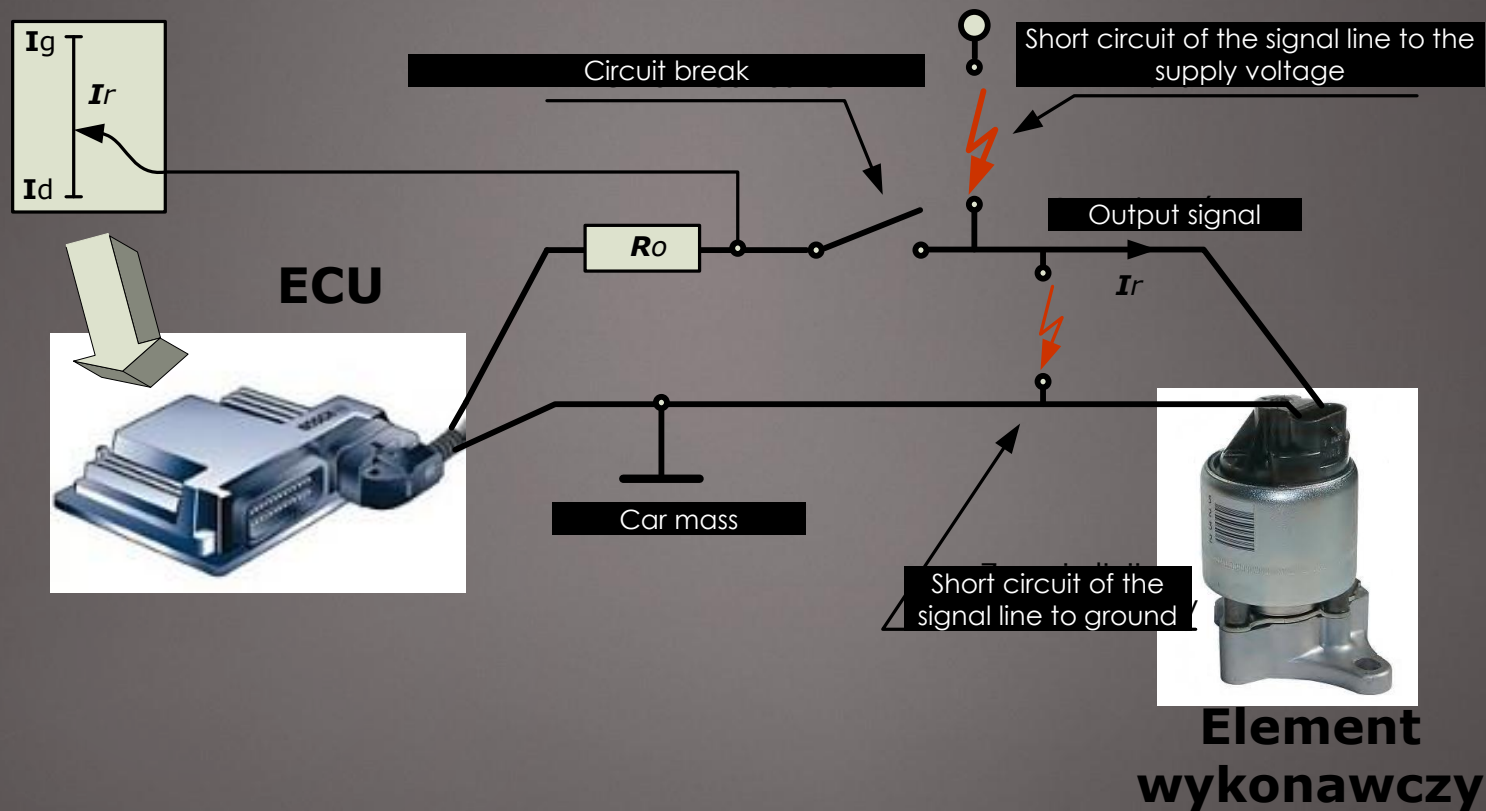 Ig
Ir
Id
Circuit break
Short circuit of the signal line to the
supply voltage
Output signal
Ro
Ir
ECU
BOSCH
Car mass
Short circuit of the
signal line to ground
Element
wykonawczy